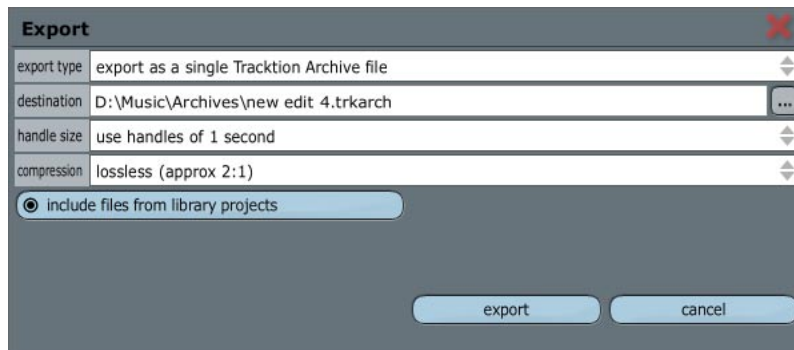 Export
export type export as a single Tracktion Archive file
destination D:\Music\Archives\new edit 4.trkarch ...
handle size use handles of 1 second
compression lossless (approx 2:1)
include files from library projects
export cancel